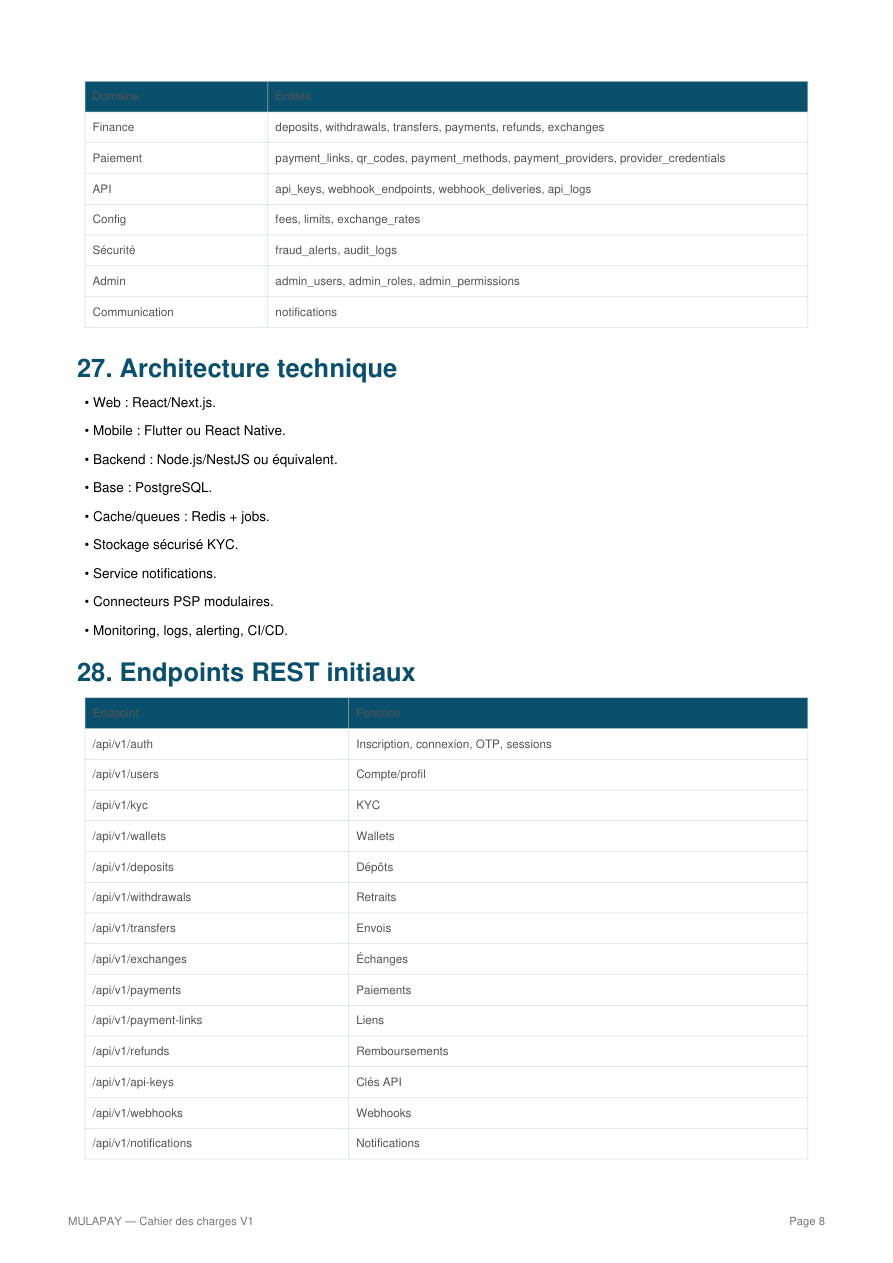 Domaine Entités
Finance deposits, withdrawals, transfers, payments, refunds, exchanges
Paiement payment_links, qr_codes, payment_methods, payment_providers, provider_credentials
API api_keys, webhook_endpoints, webhook_deliveries, api_logs
Config fees, limits, exchange_rates
Sécurité fraud_alerts, audit_logs
Admin admin_users, admin_roles, admin_permissions
Communication notifications
27. Architecture technique
• Web : React/Next.js.
• Mobile : Flutter ou React Native.
• Backend : Node.js/NestJS ou équivalent.
• Base : PostgreSQL.
• Cache/queues : Redis + jobs.
• Stockage sécurisé KYC.
• Service notifications.
• Connecteurs PSP modulaires.
• Monitoring, logs, alerting, CI/CD.
28. Endpoints REST initiaux
Endpoint Fonction
/api/v1/auth Inscription, connexion, OTP, sessions
/api/v1/users Compte/profil
/api/v1/kyc KYC
/api/v1/wallets Wallets
/api/v1/deposits Dépôts
/api/v1/withdrawals Retraits
/api/v1/transfers Envois
/api/v1/exchanges Échanges
/api/v1/payments Paiements
/api/v1/payment-links Liens
/api/v1/refunds Remboursements
/api/v1/api-keys Clés API
/api/v1/webhooks Webhooks
/api/v1/notifications Notifications
MULAPAY — Cahier des charges V1 Page 8